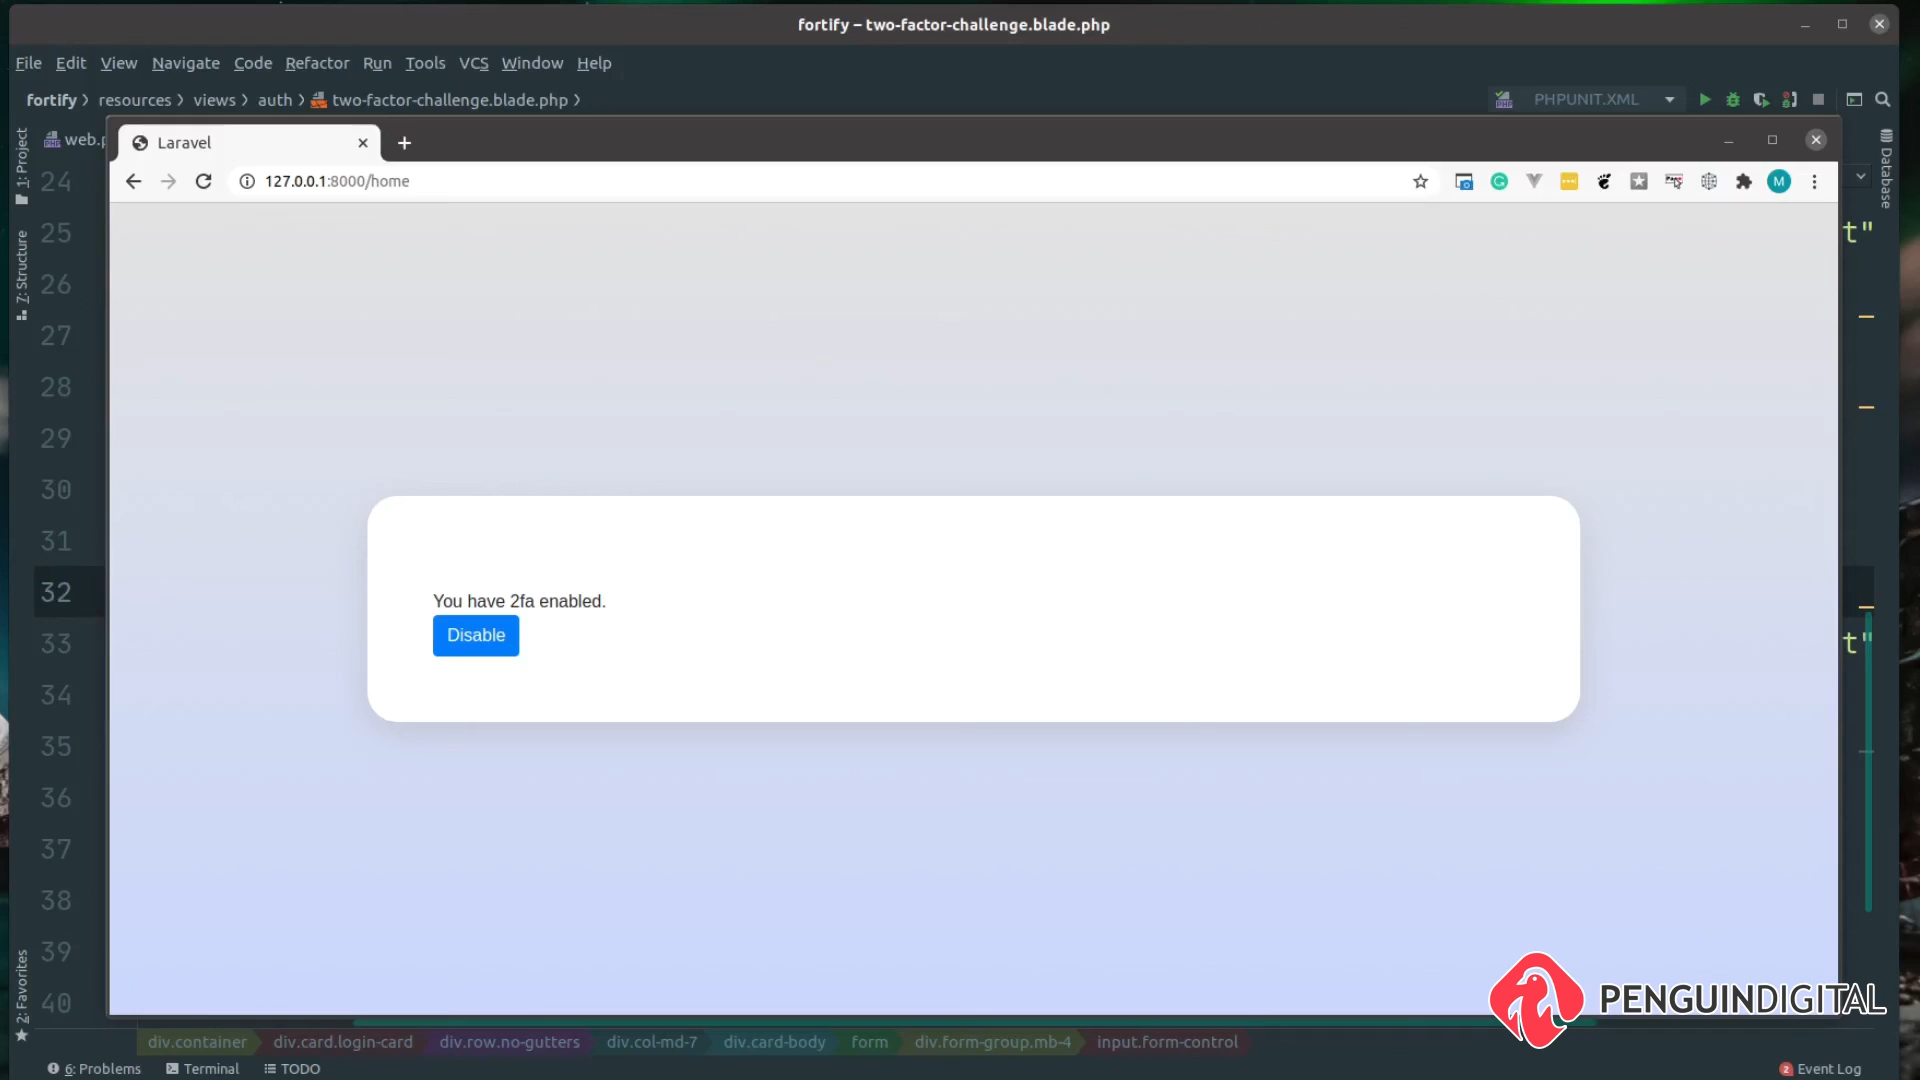 fortify – two-factor-challenge.blade.php
File Edit View Navigate Code Refactor Run Tools VCS Window Help
fortify resources views auth two-factor-challenge.blade.php
PHPUNIT.XML
1: Project
web.p
Laravel
127.0.0.1:8000/home
M
Database
7: Structure
24
25
t"
26
27
28
29
30
31
32
33
t"
34
35
36
37
38
39
40
You have 2fa enabled.
Disable
PENGUINDIGITAL
2: Favorites
div.container div.card.login-card div.row.no-gutters div.col-md-7 div.card-body form div.form-group.mb-4 input.form-control
6: Problems Terminal TODO
2 Event Log